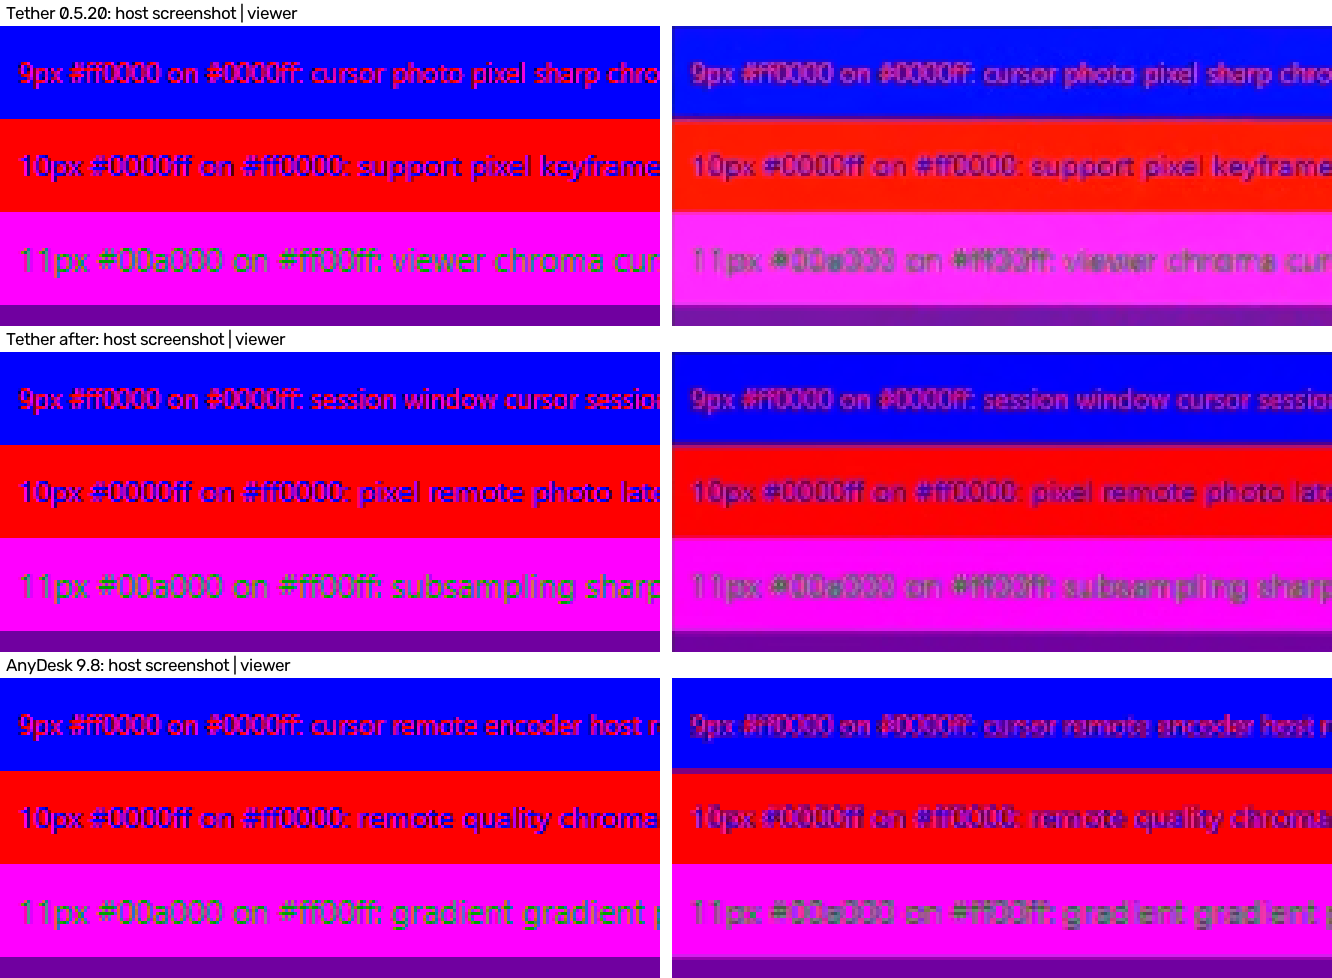 Tether 0.5.20: host screenshot | viewer
9px #ff0000 on #0000ff: cursor photo pixel sharp chro
9px #ff0000 on #0000ff: cursor photo pixel sharp chro
10px #0000ff on #ff0000: support pixel keyframe
10px #0000ff on #ff0000: support pixel keyframe
11px #00a000 on #ff00ff: viewer chroma cur
11px #00a000 on #ff00ff: viewer chroma cur
Tether after: host screenshot | viewer
9px #ff0000 on #0000ff: session window cursor session
9px #ff0000 on #0000ff: session window cursor session
10px #0000ff on #ff0000: pixel remote photo late
10px #0000ff on #ff0000: pixel remote photo late
11px #00a000 on #ff00ff: subsampling sharp
11px #00a000 on #ff00ff: subsampling sharp
AnyDesk 9.8: host screenshot | viewer
9px #ff0000 on #0000ff: cursor remote encoder host r
9px #ff0000 on #0000ff: cursor remote encoder host r
10px #0000ff on #ff0000: remote quality chroma
10px #0000ff on #ff0000: remote quality chroma
11px #00a000 on #ff00ff: gradient gradient p
11px #00a000 on #ff00ff: gradient gradient p